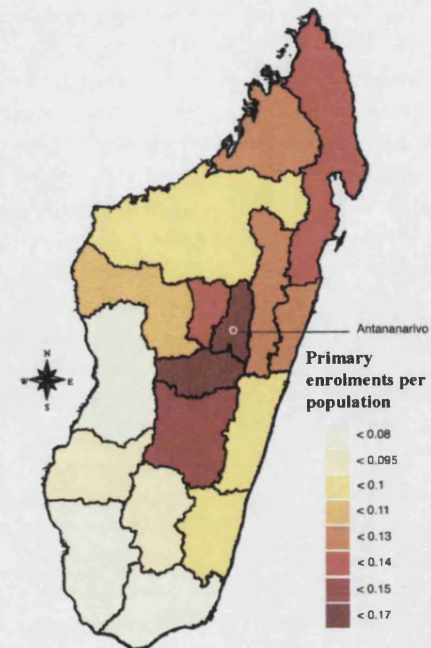 Antananarivo
N
W E
S
Primary
enrolments per
population
< 0.08
< 0.095
< 0.1
< 0.11
< 0.13
< 0.14
< 0.15
< 0.17